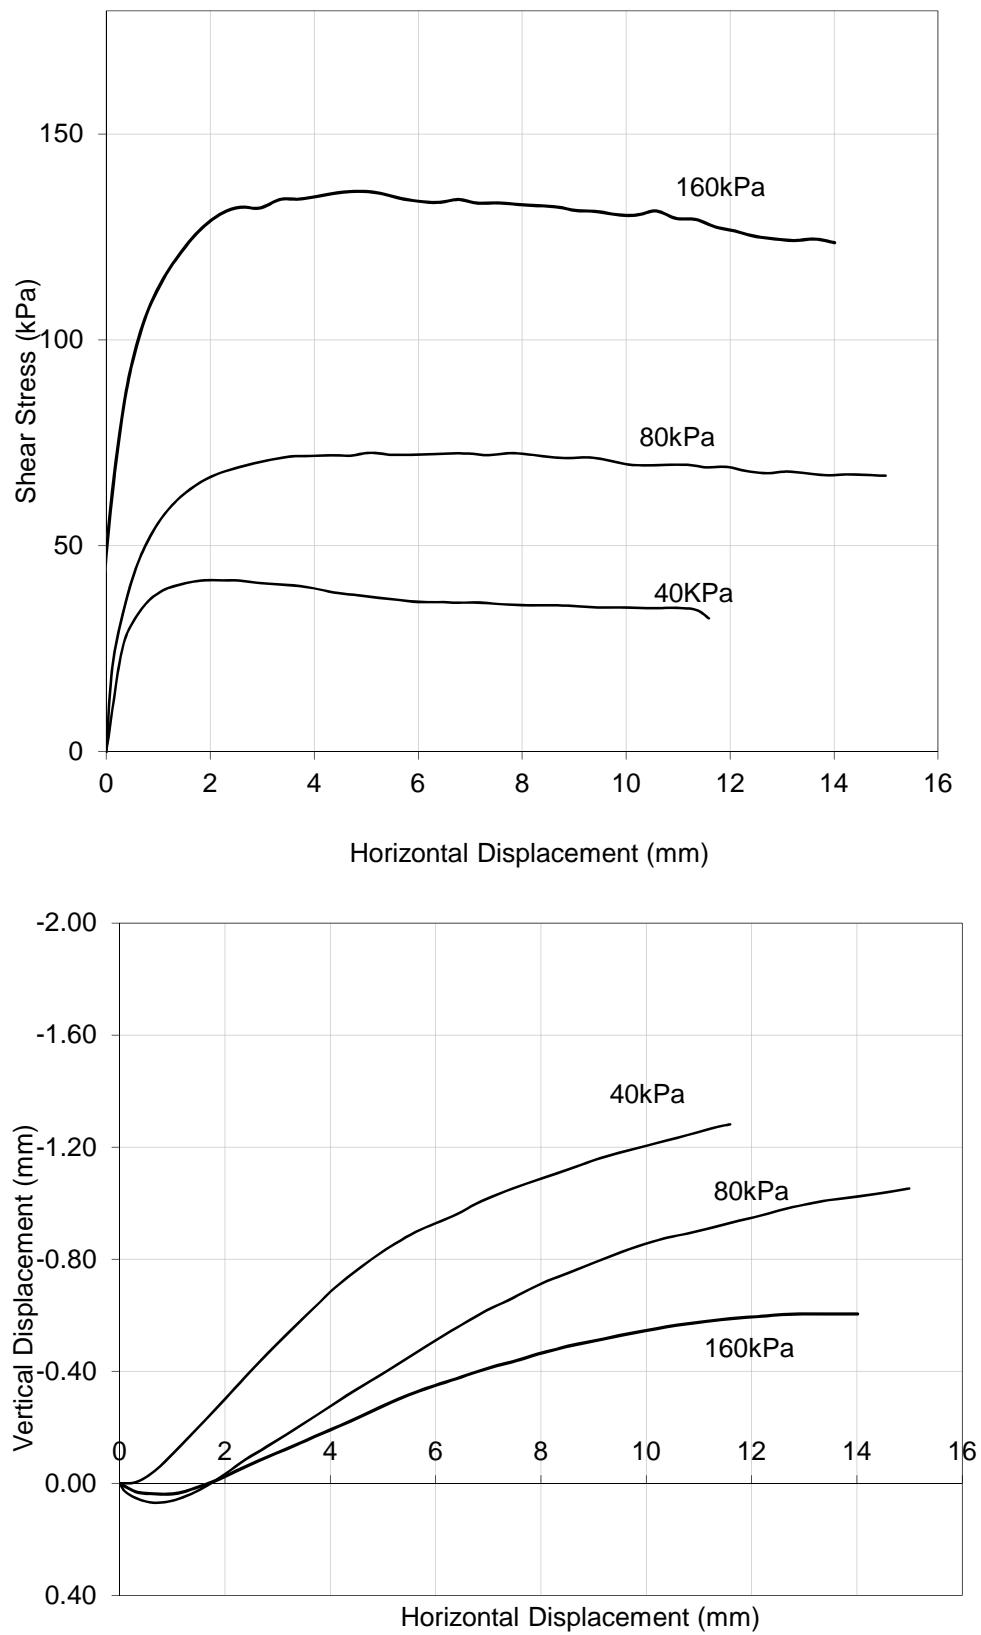 150
160kPa
Shear Stress (kPa)
100
80kPa
50
40KPa
0
0 2 4 6 8 10 12 14 16
Horizontal Displacement (mm)
-2.00
-1.60
40kPa
-1.20
80kPa
Vertical Displacement (mm)
-0.80
160kPa
-0.40
0 2 4 6 8 10 12 14 16
0.00
0.40
Horizontal Displacement (mm)